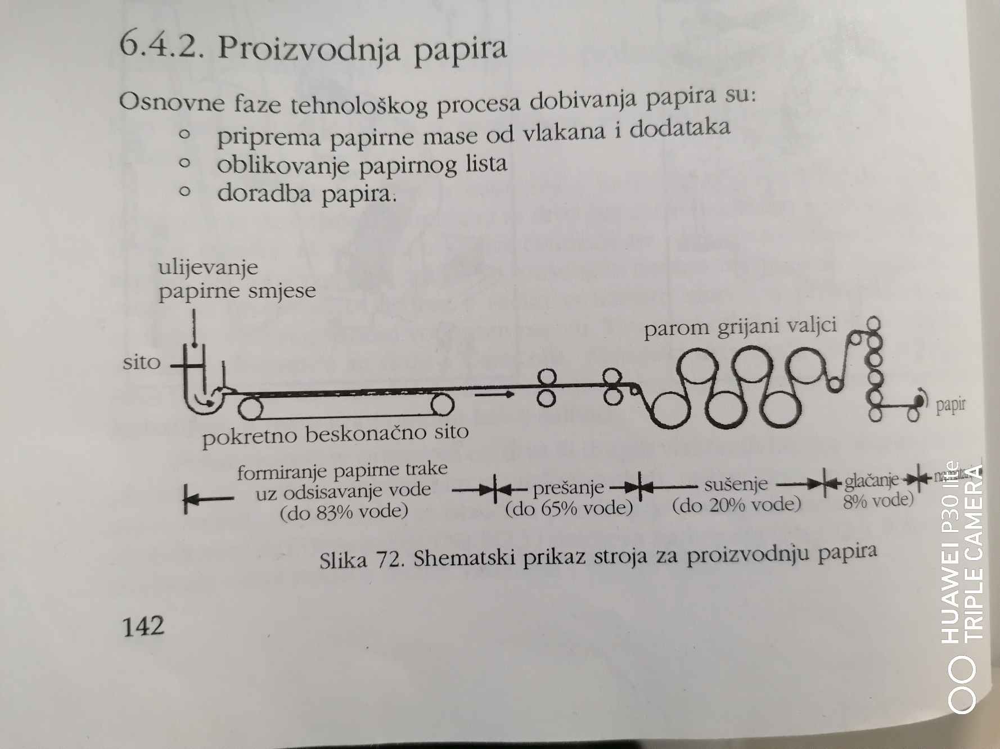 6.4.2. Proizvodnja papira
Osnovne faze tehnološkog procesa dobivanja papira su:
o priprema papirne mase od vlakana i dodataka
o oblikovanje papirnog lista
o doradba papira.
ulijevanje
papirne smjese
sito
parom grijani valjci
papir
pokretno beskonačno sito
formiranje papirne trake
uz odsisavanje vode
(do 83% vode)
prešanje
(do 65% vode)
sušenje
(do 20% vode)
glačanje
8% vode)
Slika 72. Shematski prikaz stroja za proizvodnju papira
142
HUAWEI P30 lite
TRIPLE CAMERA